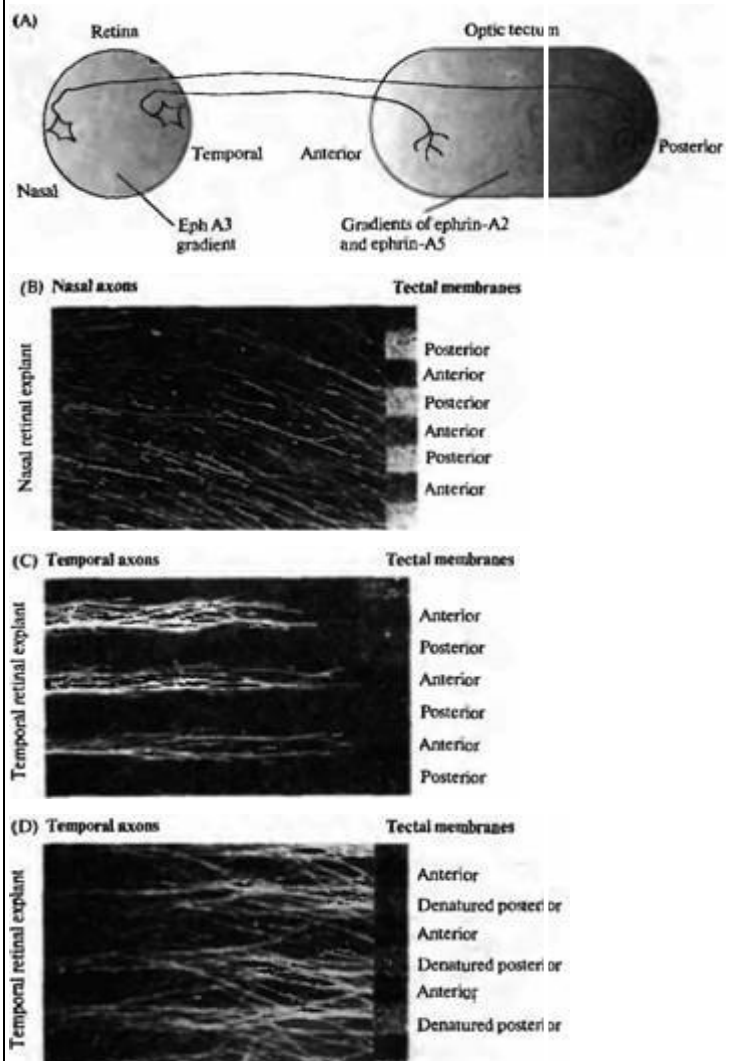 (A)
Retina
Optic tectum
Temporal
Anterior
Posterior
Nasal
Eph A3
gradient
Gradients of ephrin-A2
and ephrin-A5
(B) Nasal axons
Tectal membranes
Nasal retinal explant
Posterior
Anterior
Posterior
Anterior
Posterior
Anterior
(C) Temporal axons
Tectal membranes
Temporal retinal explant
Anterior
Posterior
Anterior
Posterior
Anterior
Posterior
(D) Temporal axons
Tectal membranes
Temporal retinal explant
Anterior
Denatured posterior
Anterior
Denatured posterior
Anterior
Denatured posterior